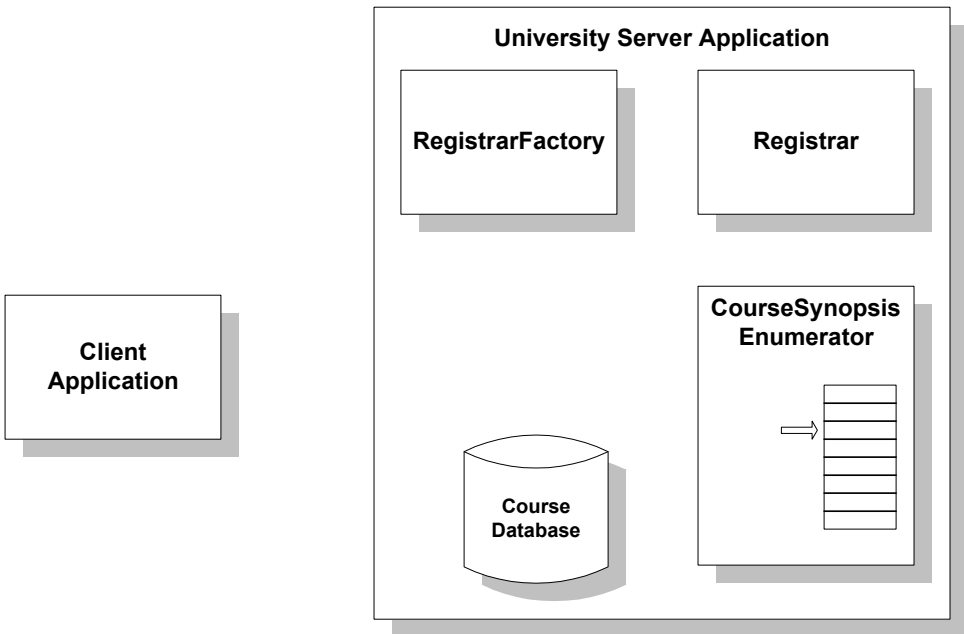 University Server Application
RegistrarFactory
Registrar
Client
Application
CourseSynopsis
Enumerator
Course
Database